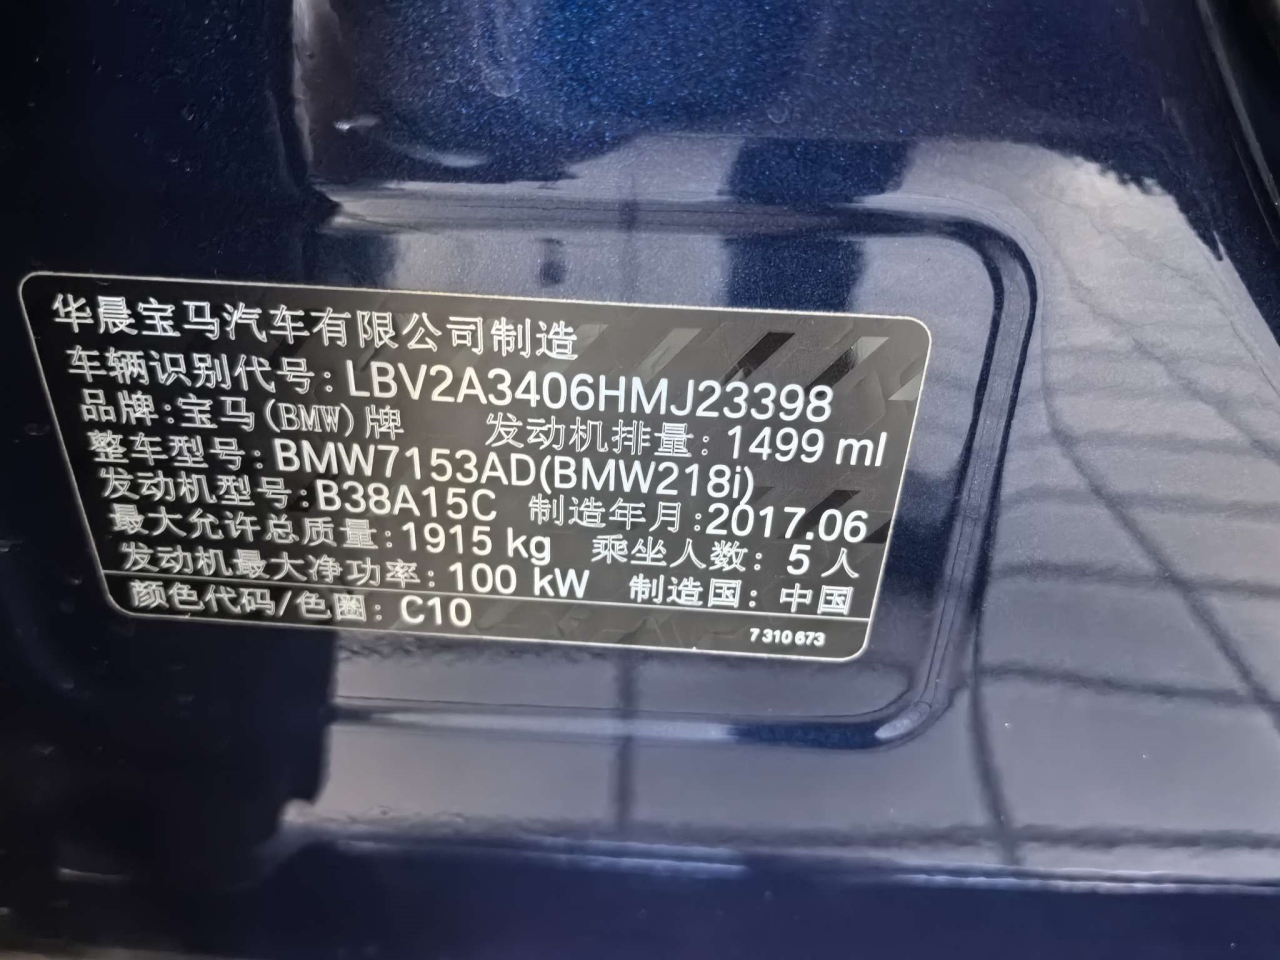 华晨宝马汽车有限公司制造
车辆识别代号: LBV2A3406HMJ23398
品牌:宝马(BMW)牌 发动机排量: 1499 ml
整车型号: BMW7153AD(BMW218i)
发动机型号: B38A15C 制造年月:2017.06
最大允许总质量:1915 kg 乘坐人数: 5 人
发动机最大净功率: 100 kW 制造国: 中国
颜色代码/色圈: C10
7 310 673